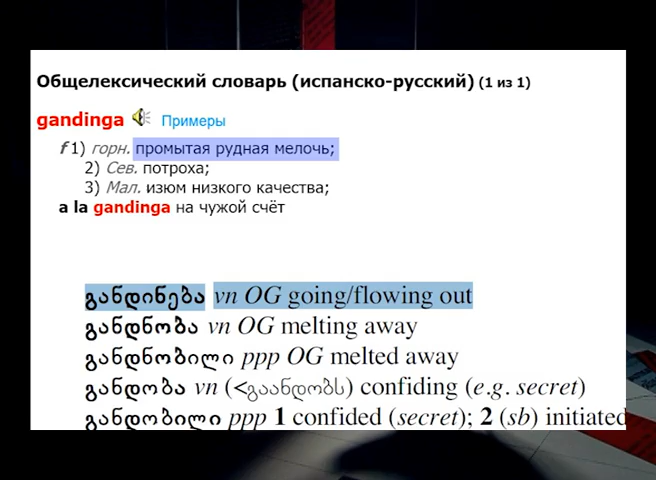 Общелексический словарь (испанско-русский) (1 из 1)
gandinga Примеры
f 1) горн. промытая рудная мелочь;
2) Сев. потроха;
3) Мал. изюм низкого качества;
a la gandinga на чужой счёт
განდინება vn OG going/flowing out
განდნობა vn OG melting away
განდნობილი ppp OG melted away
განდობა vn (<გაანდობს) confiding (e.g. secret)
განდობილი ppp 1 confided (secret); 2 (sb) initiated